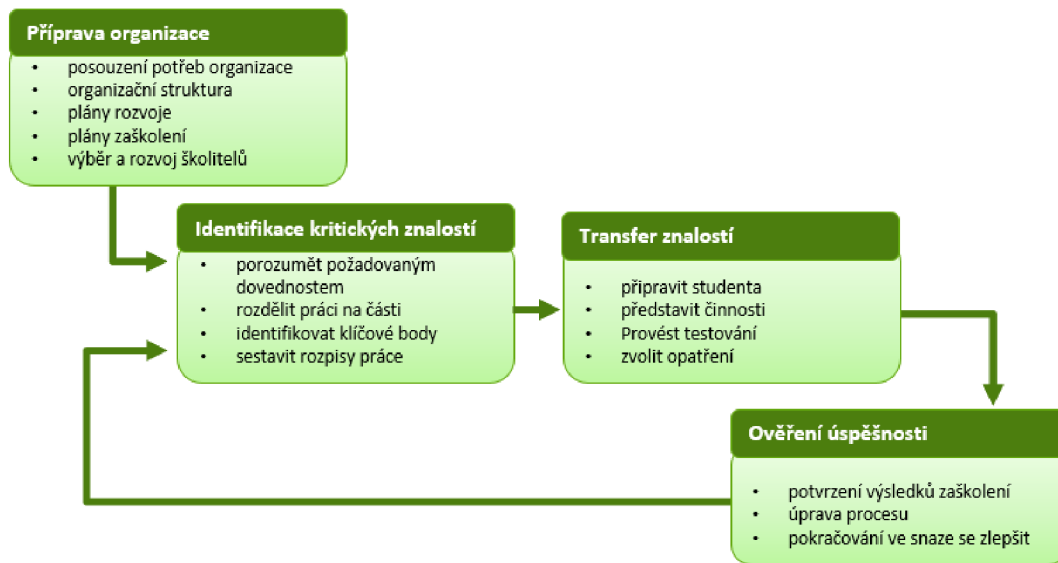 Příprava organizace
• posouzení potřeb organizace
• organizační struktura
• plány rozvoje
• plány zaškolení
• výběr a rozvoj školitelů
Identifikace kritických znalostí
• porozumět požadovaným
dovednostem
• rozdělit práci na části
• identifikovat klíčové body
• sestavit rozpisy práce
Transfer znalostí
• připravit studenta
• představit činnosti
• Provést testování
• zvolit opatření
Ověření úspěšnosti
• potvrzení výsledků zaškolení
• úprava procesu
• pokračování ve snaze se zlepšit